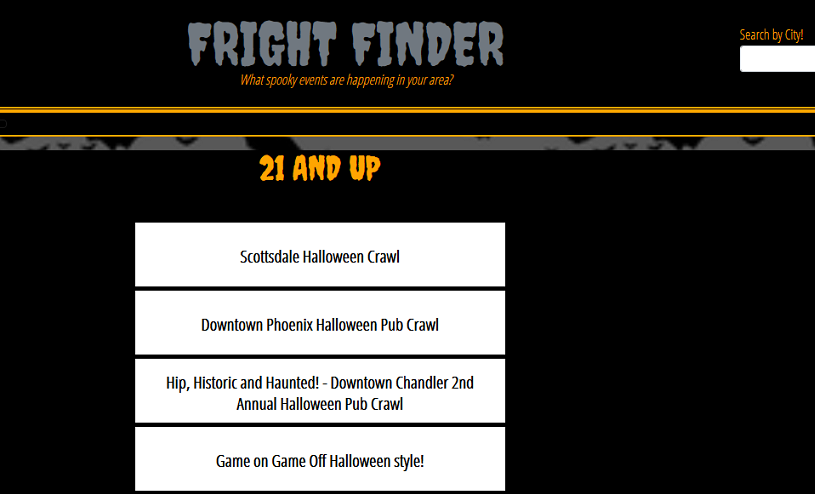 FRIGHT FINDER
What spooky events are happening in your area?
Search by City!
21 AND UP
Scottsdale Halloween Crawl
Downtown Phoenix Halloween Pub Crawl
Hip, Historic and Haunted! - Downtown Chandler 2nd
Annual Halloween Pub Crawl
Game on Game Off Halloween style!